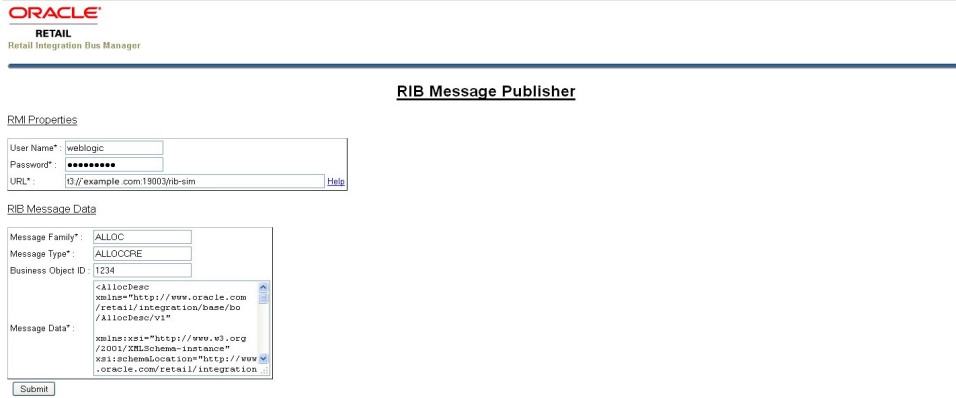 ORACLE
RETAIL
Retail Integration Bus Manager
RIB Message Publisher
RMI Properties
User Name* : weblogic
Password* : •••••••••
URL* : t3://example.com:19003/rib-sim Help
RIB Message Data
Message Family* : ALLOC
Message Type* : ALLOCCRE
Business Object ID : 1234
Message Data* :
<AllocDesc
xmlns="http://www.oracle.com
/retail/integration/base/bo
/AllocDesc/v1"
xmlns:xsi="http://www.w3.org
/2001/XMLSchema-instance"
xsi:schemaLocation="http://www
.oracle.com/retail/integration
Submit